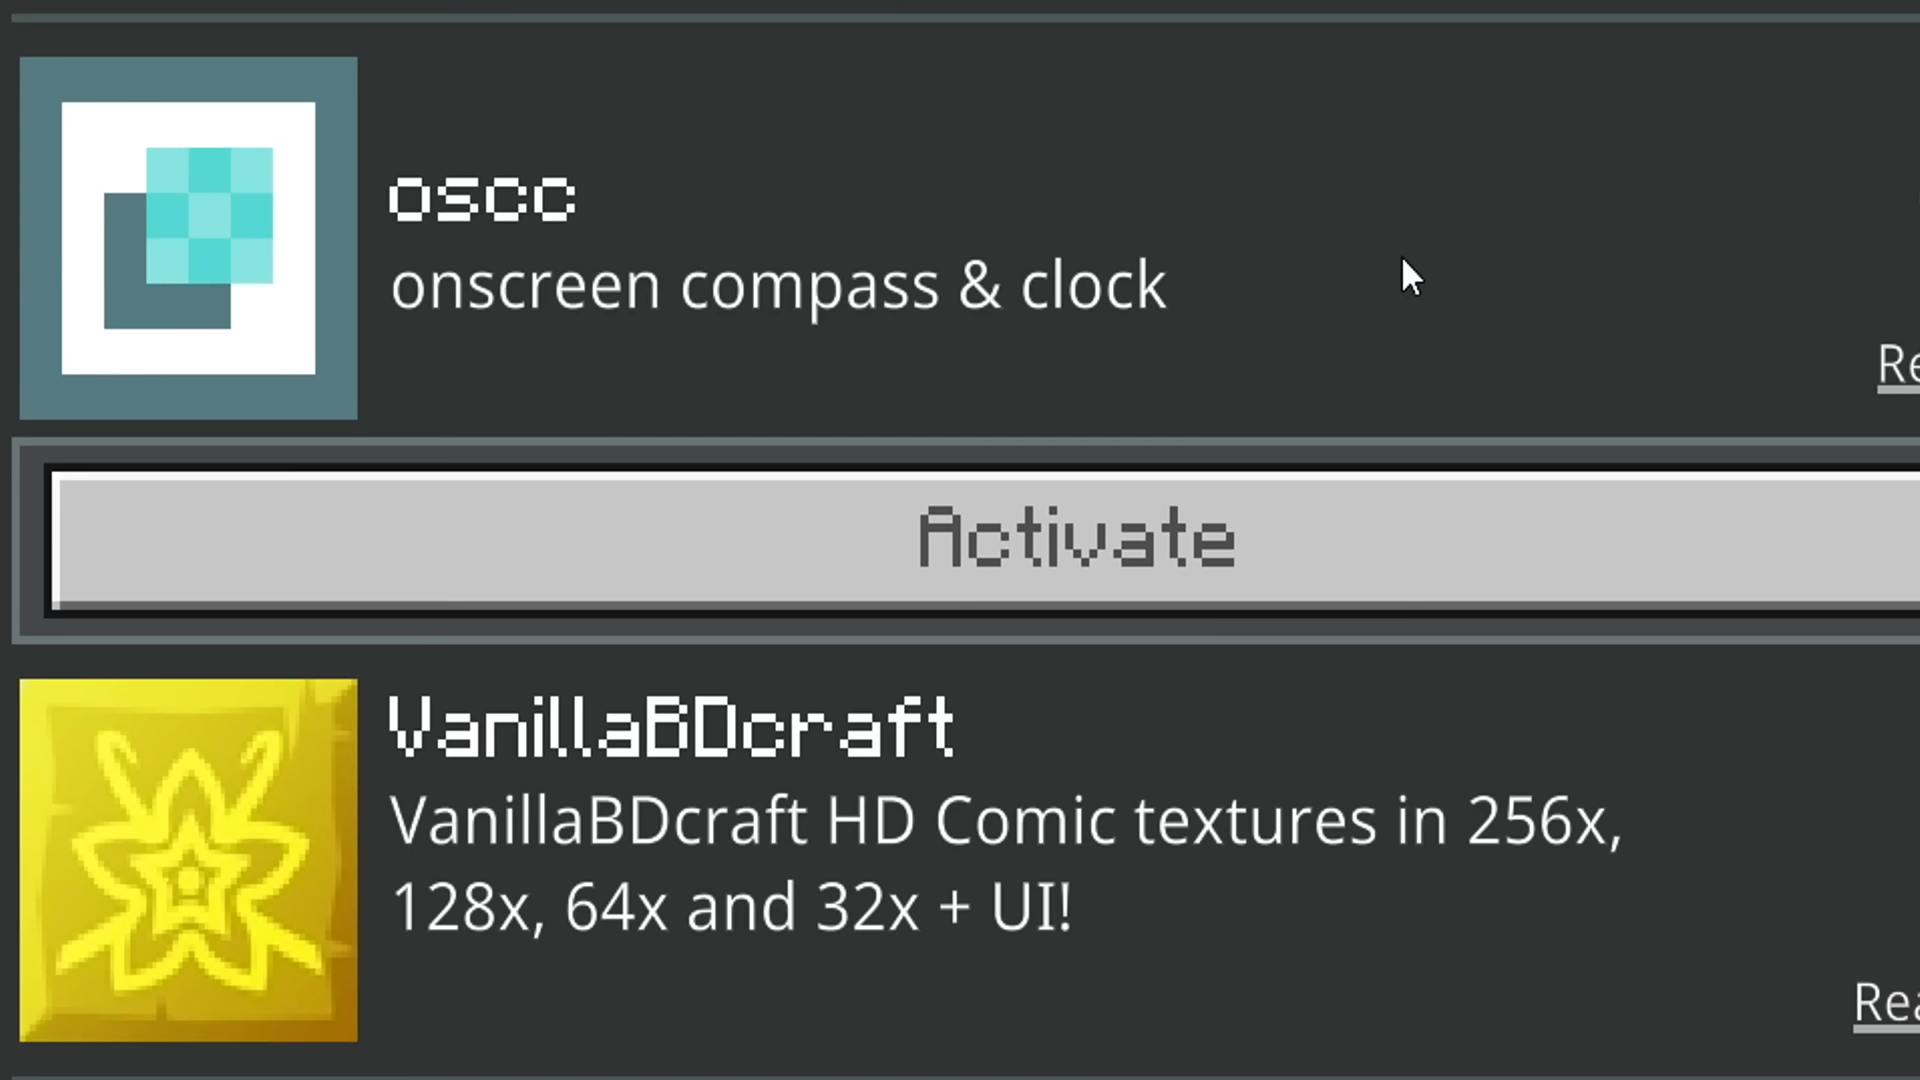 oscc
onscreen compass & clock
Activate
VanillaBDcraft
VanillaBDcraft HD Comic textures in 256x,
128x, 64x and 32x + UI!